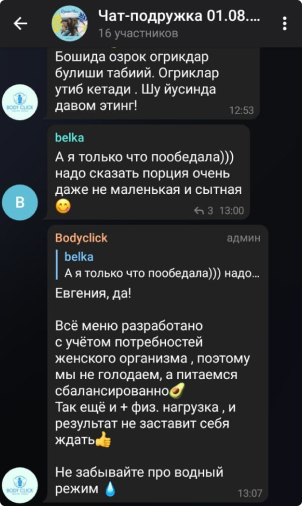 Чат-подружка 01.08....
16 участников
Бошида озрок огрикдар
булиши табиий. Огриклар
утиб кетади . Шу йусинда
давом этинг!
12:53
belka
А я только что пообедала)))
надо сказать порция очень
даже не маленькая и сытная
😋
3 13:00
B
Bodyclick админ
belka
А я только что пообедала))) надо...
Евгения, да!
Всё меню разработано
с учётом потребностей
женского организма , поэтому
мы не голодаем, а питаемся
сбалансированно🥑
Так ещё и + физ. нагрузка , и
результат не заставит себя
ждать👍
Не забывайте про водный
режим 💧
13:07
BODY CLICK